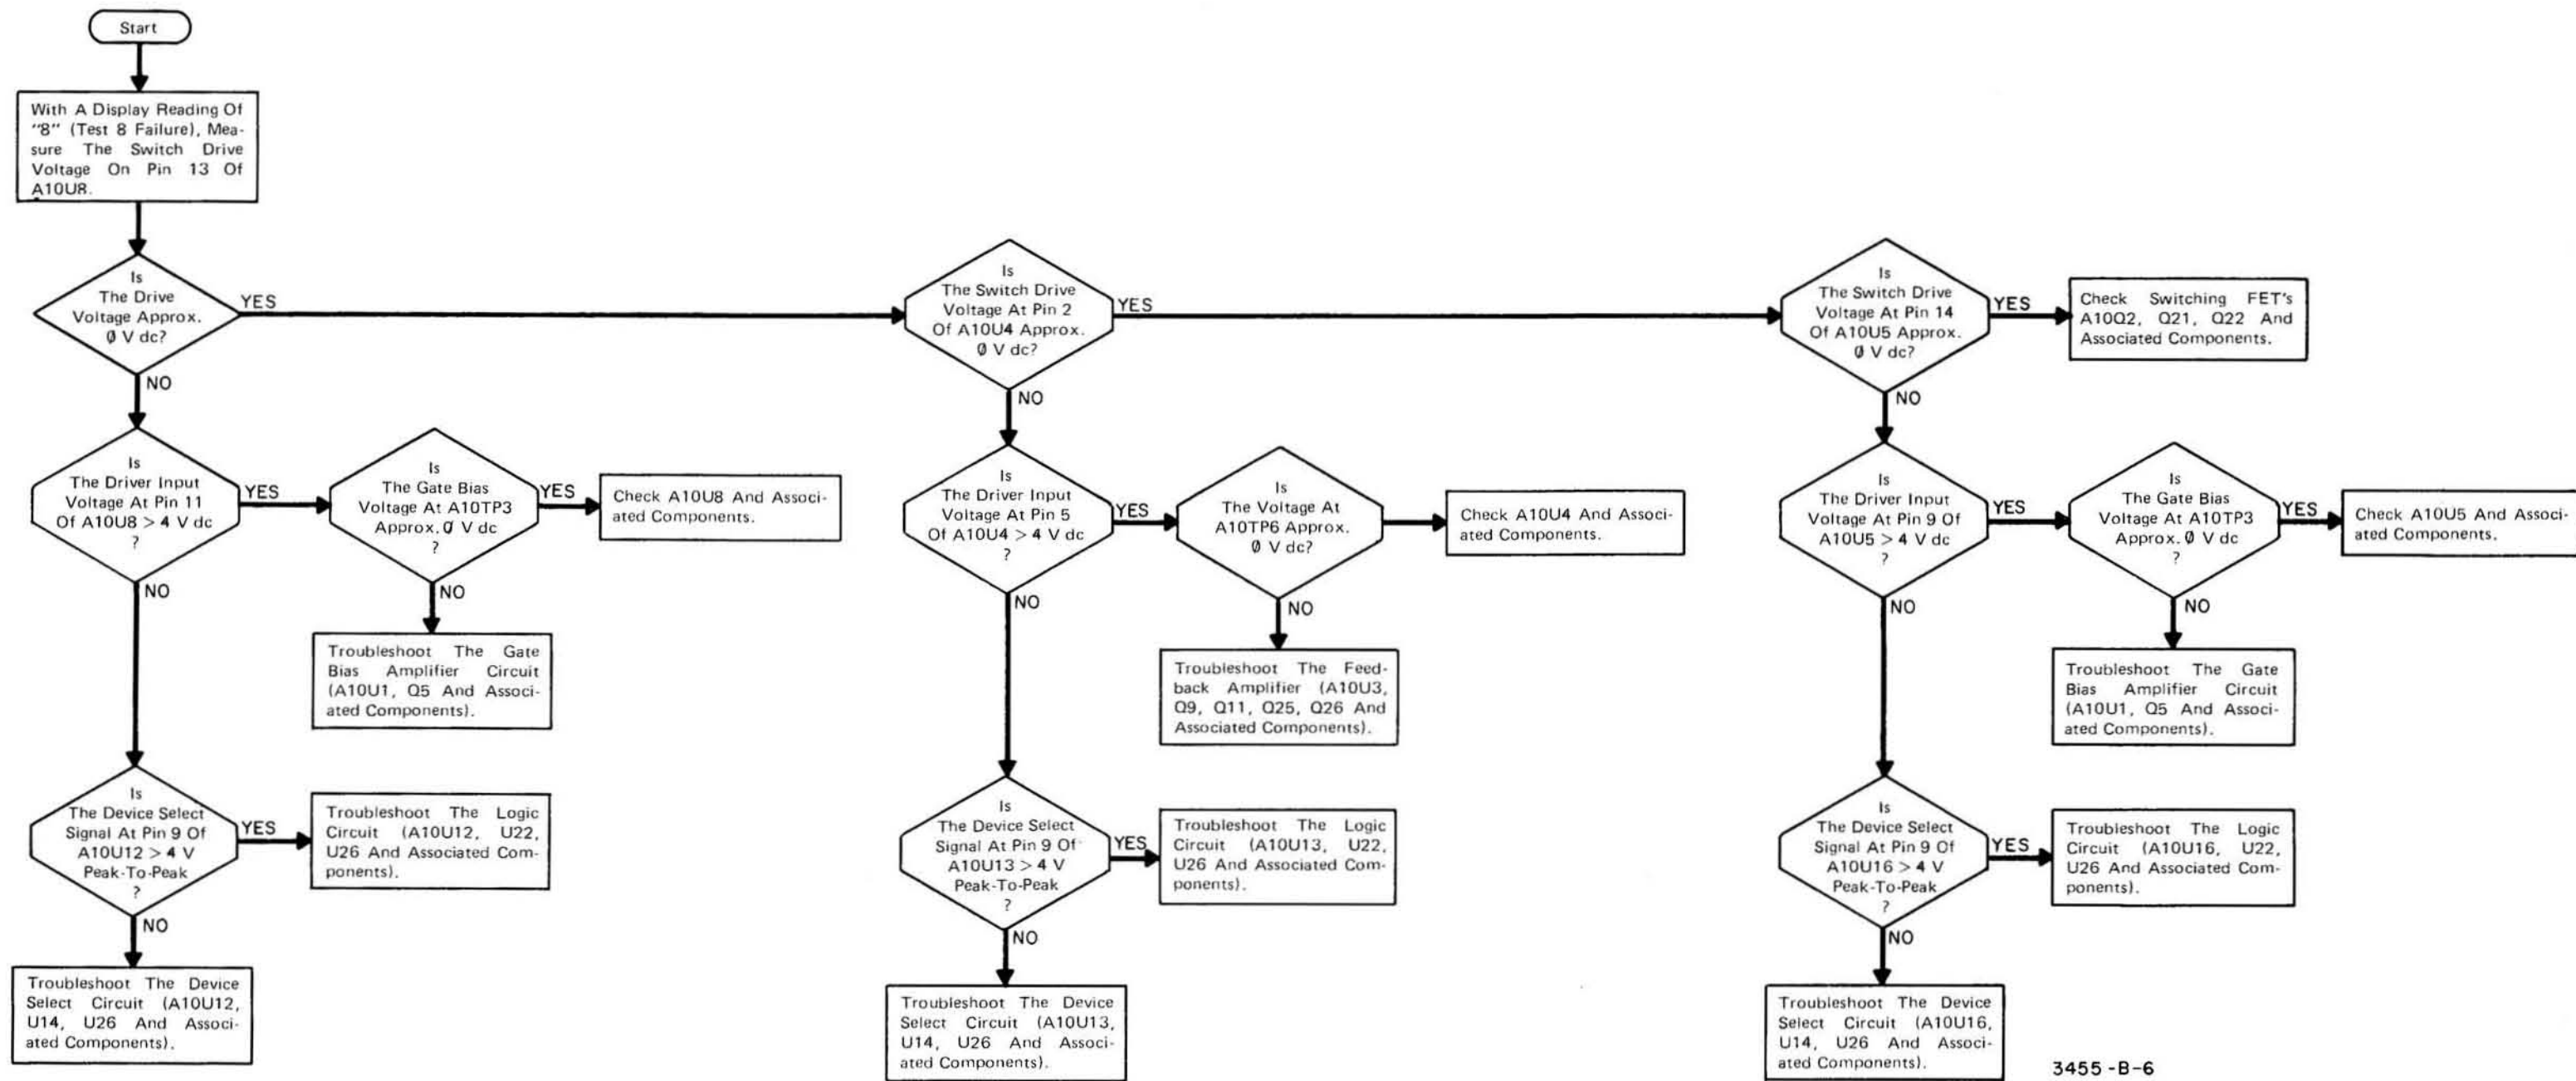 Start
With A Display Reading Of
"8" (Test 8 Failure), Mea-
sure The Switch Drive
Voltage On Pin 13 Of
A10U8.
Is
The Drive
Voltage Approx.
0 V dc?
YES
NO
Is
The Driver Input
Voltage At Pin 11
Of A10U8 > 4 V dc
?
YES
NO
Is
The Gate Bias
Voltage At A10TP3
Approx. 0 V dc
?
YES
NO
Check A10U8 And Associ-
ated Components.
Troubleshoot The Gate
Bias Amplifier Circuit
(A10U1, Q5 And Associ-
ated Components).
Is
The Device Select
Signal At Pin 9 Of
A10U12 > 4 V
Peak-To-Peak
?
YES
NO
Troubleshoot The Logic
Circuit (A10U12, U22,
U26 And Associated Com-
ponents).
Troubleshoot The Device
Select Circuit (A10U12,
U14, U26 And Associ-
ated Components).
Is
The Switch Drive
Voltage At Pin 2
Of A10U4 Approx.
0 V dc?
YES
NO
Is
The Driver Input
Voltage At Pin 5
Of A10U4 > 4 V dc
?
YES
NO
Is
The Voltage At
A10TP6 Approx.
0 V dc?
NO
Check A10U4 And Associ-
ated Components.
Troubleshoot The Feed-
back Amplifier (A10U3,
Q9, Q11, Q25, Q26 And
Associated Components).
Is
The Device Select
Signal At Pin 9 Of
A10U13 > 4 V
Peak-To-Peak
?
YES
NO
Troubleshoot The Logic
Circuit (A10U13, U22,
U26 And Associated Com-
ponents).
Troubleshoot The Device
Select Circuit (A10U13,
U14, U26 And Associ-
ated Components).
Is
The Switch Drive
Voltage At Pin 14
Of A10U5 Approx.
0 V dc?
YES
NO
Check Switching FET's
A10Q2, Q21, Q22 And
Associated Components.
Is
The Driver Input
Voltage At Pin 9 Of
A10U5 > 4 V dc
?
YES
NO
Is
The Gate Bias
Voltage At A10TP3
Approx. 0 V dc
?
YES
NO
Check A10U5 And Associ-
ated Components.
Troubleshoot The Gate
Bias Amplifier Circuit
(A10U1, Q5 And Associ-
ated Components).
Is
The Device Select
Signal At Pin 9 Of
A10U16 > 4 V
Peak-To-Peak
?
YES
NO
Troubleshoot The Logic
Circuit (A10U16, U22,
U26 And Associated Com-
ponents).
Troubleshoot The Device
Select Circuit (A10U16,
U14, U26 And Associ-
ated Components).
3455-B-6